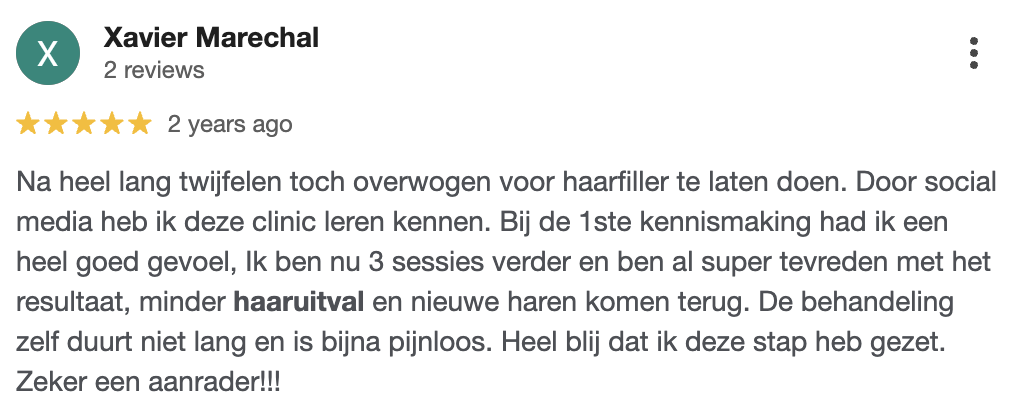 X
Xavier Marechal
2 reviews
2 years ago
Na heel lang twijfelen toch overwogen voor haarfiller te laten doen. Door social
media heb ik deze clinic leren kennen. Bij de 1ste kennismaking had ik een
heel goed gevoel, Ik ben nu 3 sessies verder en ben al super tevreden met het
resultaat, minder haaruitval en nieuwe haren komen terug. De behandeling
zelf duurt niet lang en is bijna pijnloos. Heel blij dat ik deze stap heb gezet.
Zeker een aanrader!!!